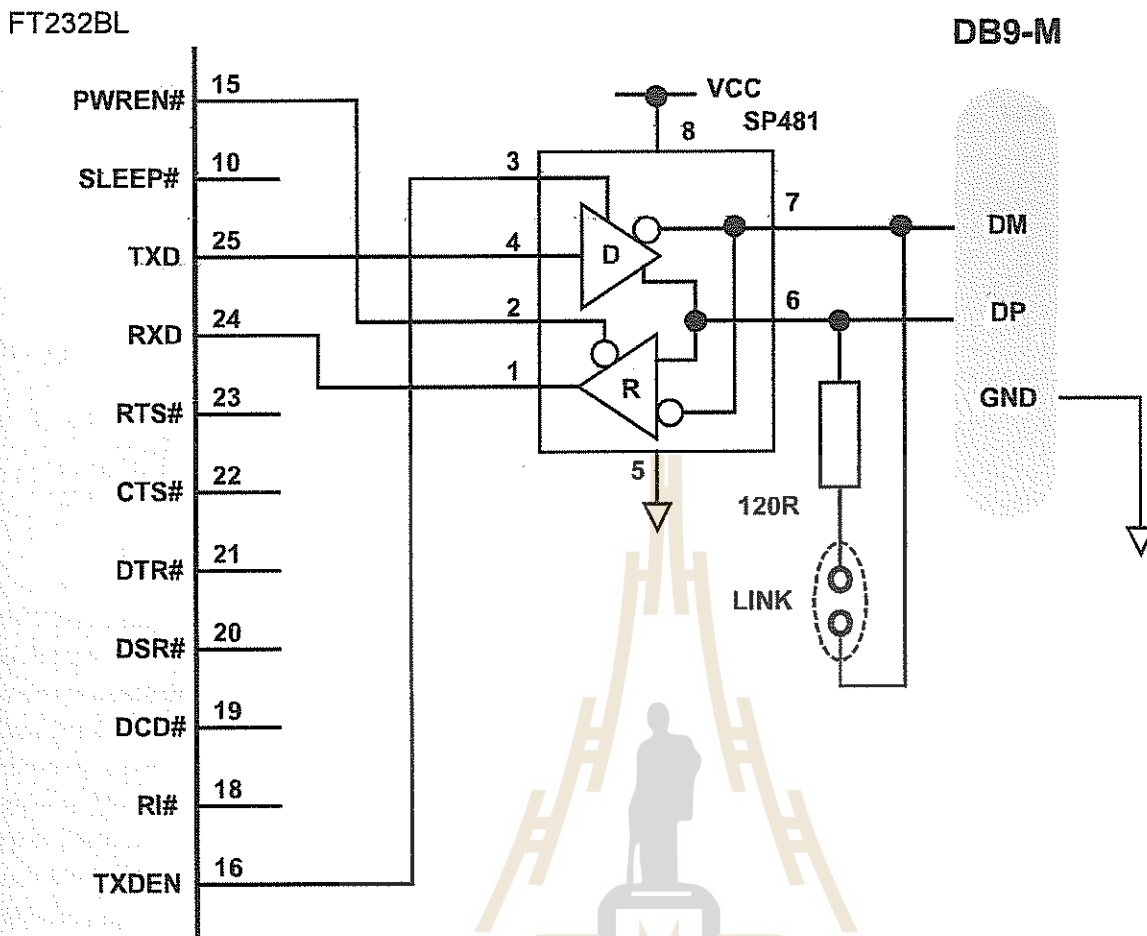 FT232BL
DB9-M
PWREN# 15
SLEEP# 10
TXD 25
RXD 24
RTS# 23
CTS# 22
DTR# 21
DSR# 20
DCD# 19
RI# 18
TXDEN 16
VCC
8 SP481
3
4
2
1
D
R
7
6
5
DM
DP
GND
120R
LINK